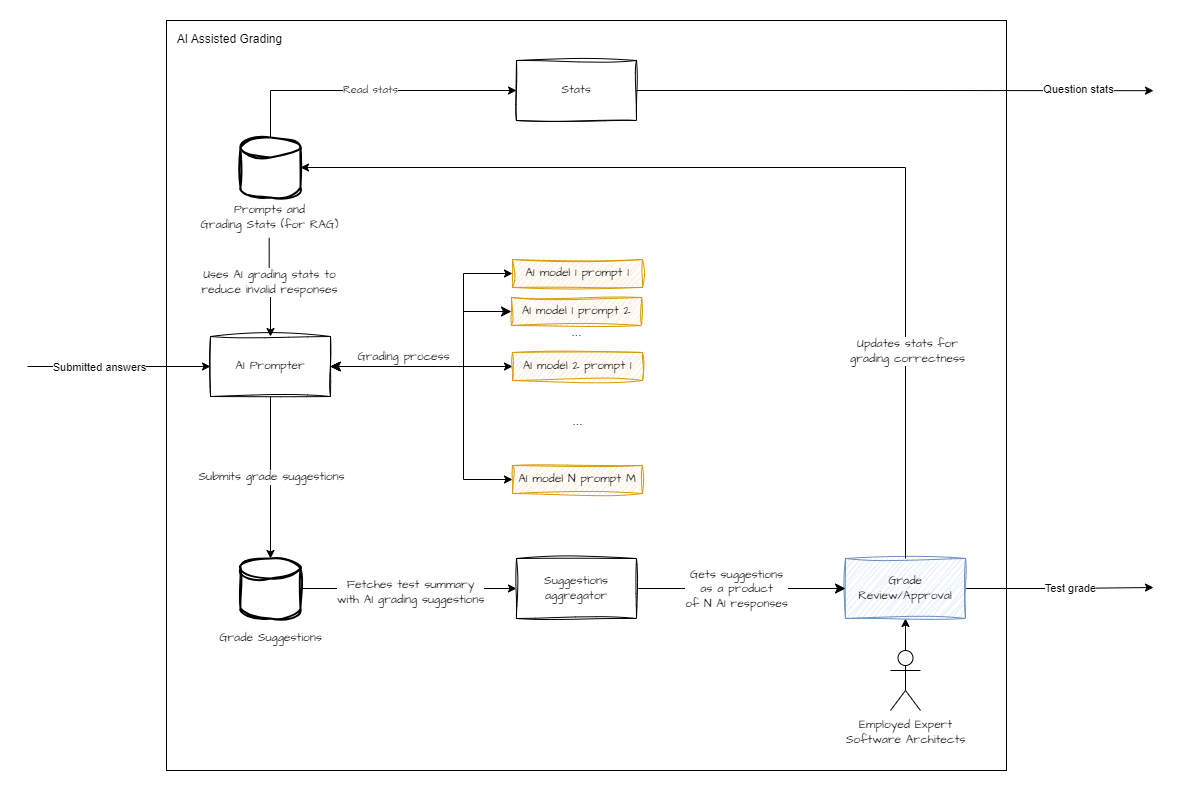 AI Assisted Grading
Read stats
Stats
Question stats
Prompts and
Grading Stats (for RAG)
Uses AI grading stats to
reduce invalid responses
AI model 1 prompt 1
AI model 1 prompt 2
...
Submitted answers
AI Prompter
Grading process
AI model 2 prompt 1
Updates stats for
grading correctness
...
Submits grade suggestions
AI model N prompt M
Fetches test summary
with AI grading suggestions
Suggestions
aggregator
Gets suggestions
as a product
of N AI responses
Grade
Review/Approval
Test grade
Grade Suggestions
Employed Expert
Software Architects